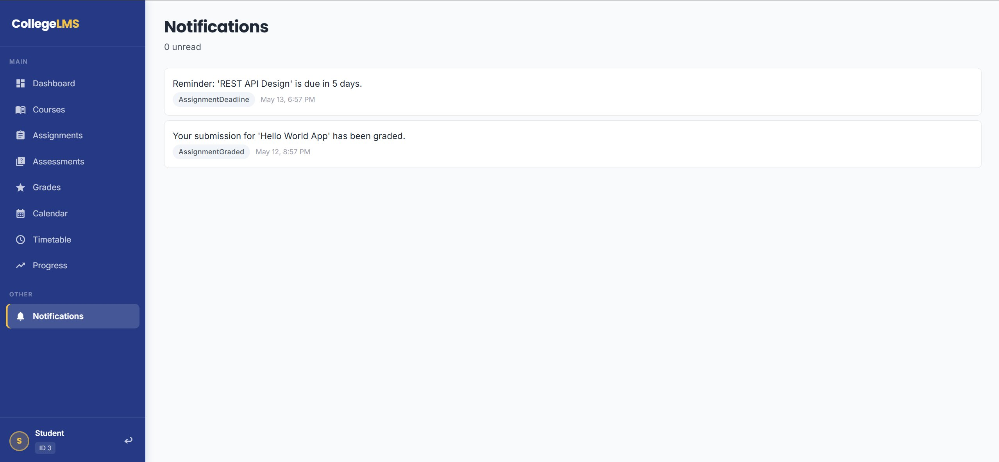 CollegeLMS
MAIN
Dashboard
Courses
Assignments
Assessments
Grades
Calendar
Timetable
Progress
OTHER
Notifications
S
Student
ID 3
Notifications
0 unread
Reminder: 'REST API Design' is due in 5 days.
AssignmentDeadline May 13, 6:57 PM
Your submission for 'Hello World App' has been graded.
AssignmentGraded May 12, 8:57 PM